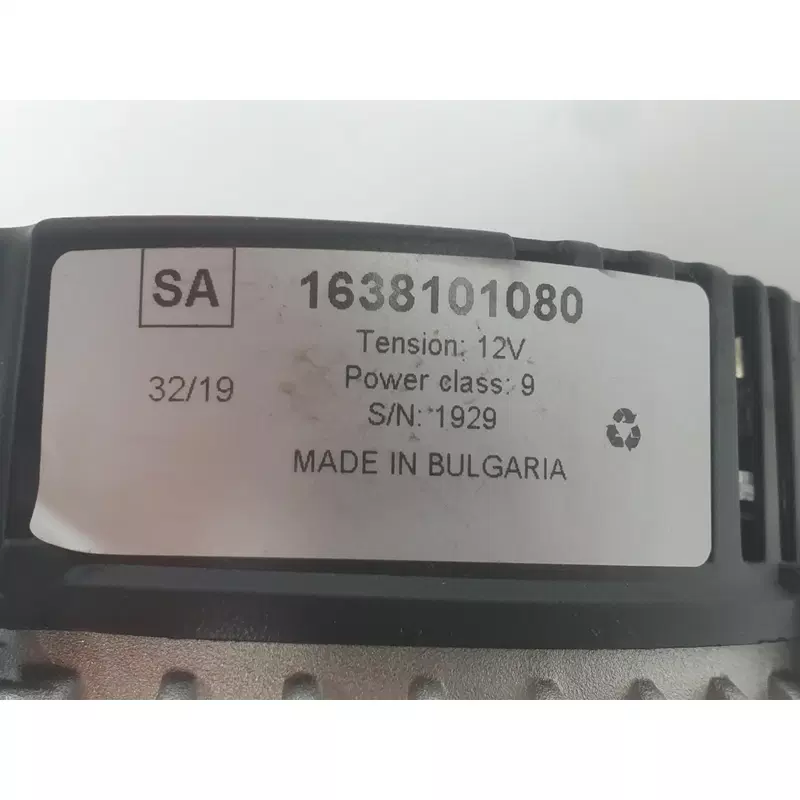 SA
1638101080
Tension: 12V
32/19
Power class: 9
S/N: 1929
MADE IN BULGARIA